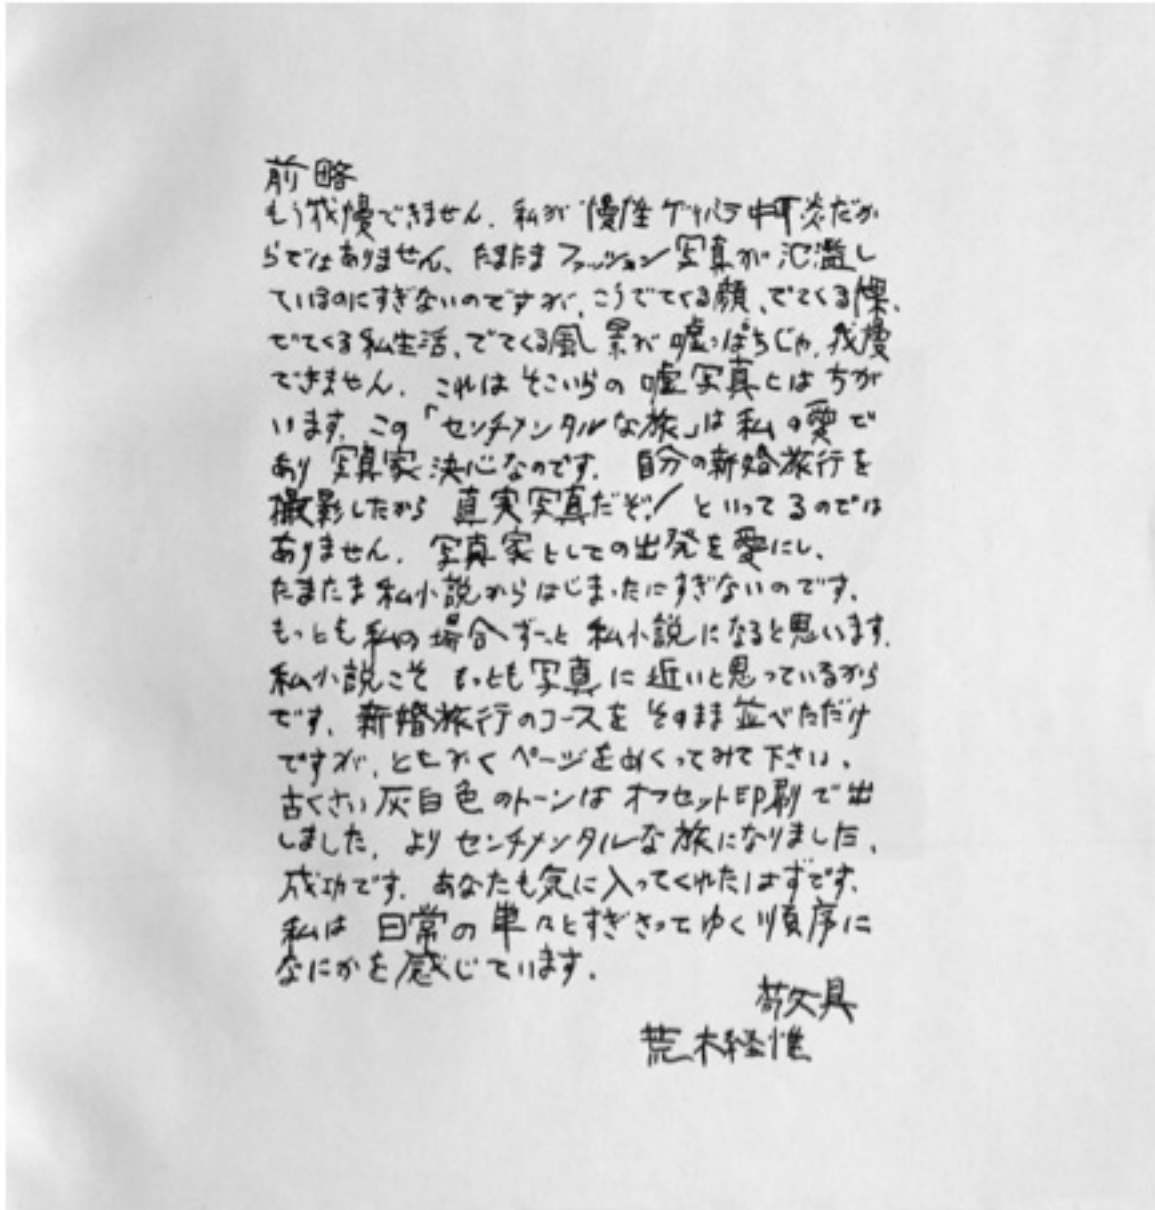 前略
もう我慢できません。私が慢性ゲリバラ中耳炎だか
らではありません。たまたまファッション写真が氾濫し
ているのにすぎないのですが、こうでてくる顔、でてくる裸、
でてくる私生活、でてくる風景が嘘っぱちじゃ、我慢
できません。これはそこいらの嘘写真とはちが
います。この「センチメンタルな旅」は私の愛で
あり写真家決心なのです。自分の新婚旅行を
撮影したから真実写真だぞ!といってるのでは
ありません。写真家としての出発を愛にし、
たまたま私小説からはじまったにすぎないのです。
もっとも私の場合ずーっと私小説になると思います。
私小説こそもっとも写真に近いと思っているから
です。新婚旅行のコースをそのまま並べただけ
ですが、ともかくページをめくってみて下さい。
古くさい灰白色のトーンはオフセット印刷で出
しました。よりセンチメンタルな旅になりました。
成功です。あなたも気に入ってくれたはずです。
私は日常の単々とすぎさってゆく順序に
なにかを感じています。
敬具
荒木経惟